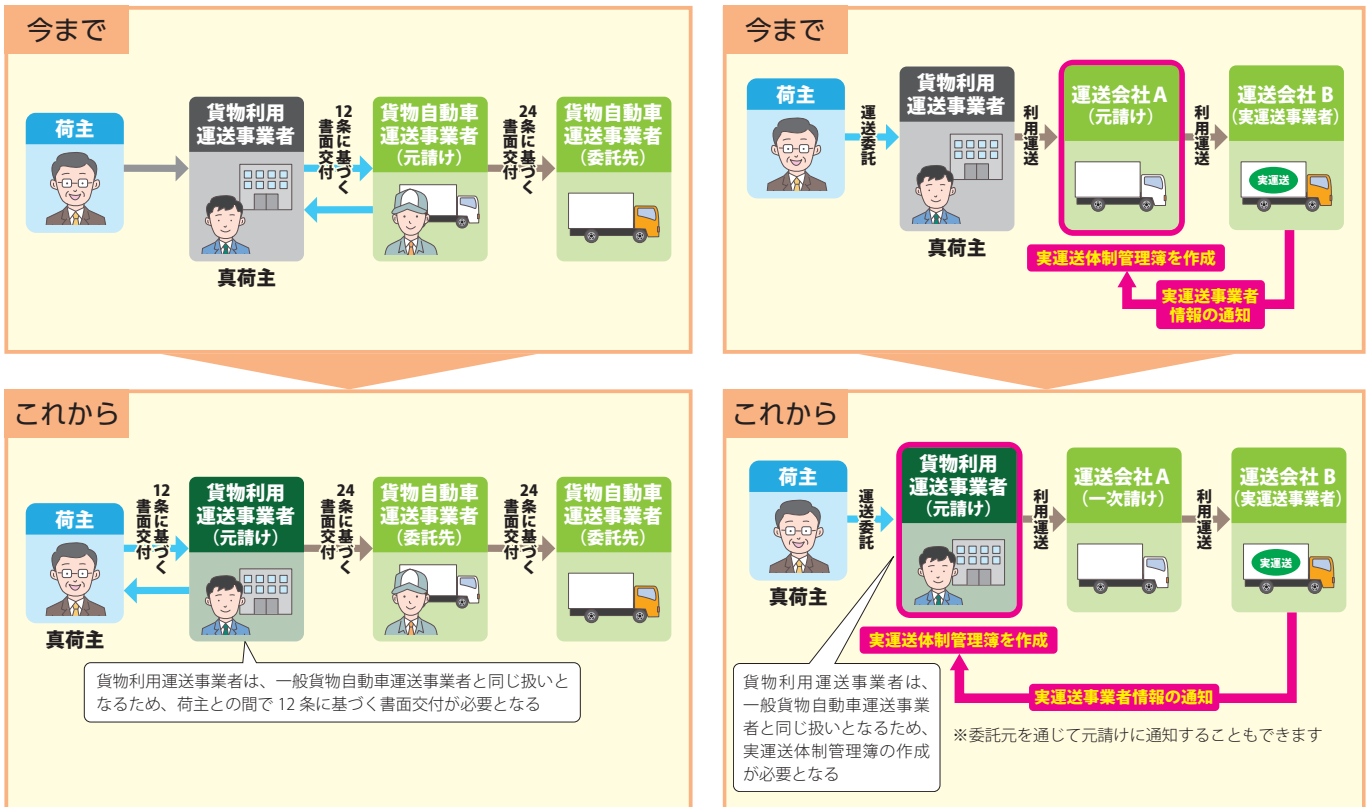 今まで
荷主
貨物利用
運送事業者
真荷主
12条に基づく
書面交付
貨物自動車
運送事業者
（元請け）
24条に基づく
書面交付
貨物自動車
運送事業者
（委託先）
今まで
荷主
運送委託
貨物利用
運送事業者
真荷主
利用運送
運送会社A
（元請け）
利用運送
運送会社 B
（実運送事業者）
実運送
実運送体制管理簿を作成
実運送事業者
情報の通知
これから
荷主
真荷主
12条に基づく
書面交付
貨物利用
運送事業者
（元請け）
24条に基づく
書面交付
貨物自動車
運送事業者
（委託先）
24条に基づく
書面交付
貨物自動車
運送事業者
（委託先）
貨物利用運送事業者は、一般貨物自動車運送事業者と同じ扱いと
なるため、荷主との間で 12 条に基づく書面交付が必要となる
これから
荷主
真荷主
運送委託
貨物利用
運送事業者
（元請け）
利用運送
運送会社A
（一次請け）
利用運送
運送会社 B
（実運送事業者）
実運送
実運送体制管理簿を作成
実運送事業者情報の通知
貨物利用運送事業者は、
一般貨物自動車運送事業
者と同じ扱いとなるため、
実運送体制管理簿の作成
が必要となる
※委託元を通じて元請けに通知することもできます